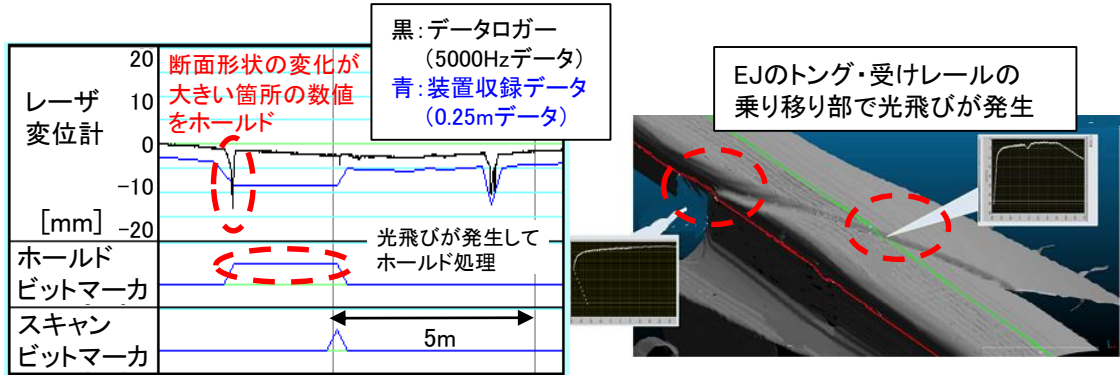 黒：データロガー
（5000Hzデータ）
青：装置収録データ
（0.25mデータ）
断面形状の変化が
大きい箇所の数値
をホールド
レーザ
変位計
[mm]
20
10
0
-10
-20
光飛びが発生して
ホールド処理
ホールド
ビットマーカ
スキャン
ビットマーカ
5m
EJのトング・受けレールの
乗り移り部で光飛びが発生